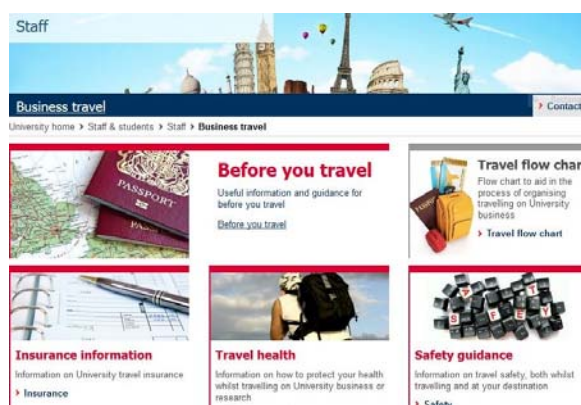 Staff
Business travel
Contact
University home > Staff & students > Staff > Business travel
PASSPORT
Before you travel
Useful information and guidance for
before you travel
Before you travel
Travel flow char
Flow chart to aid in the
process of organising
travelling on University
business
Travel flow chart
Insurance information
Information on University travel insurance
Insurance
Travel health
Information on how to protect your health
whilst travelling on University business or
research
SAFETY
Safety guidance
Information on travel safety, both whilst
travelling and at your destination
Safety